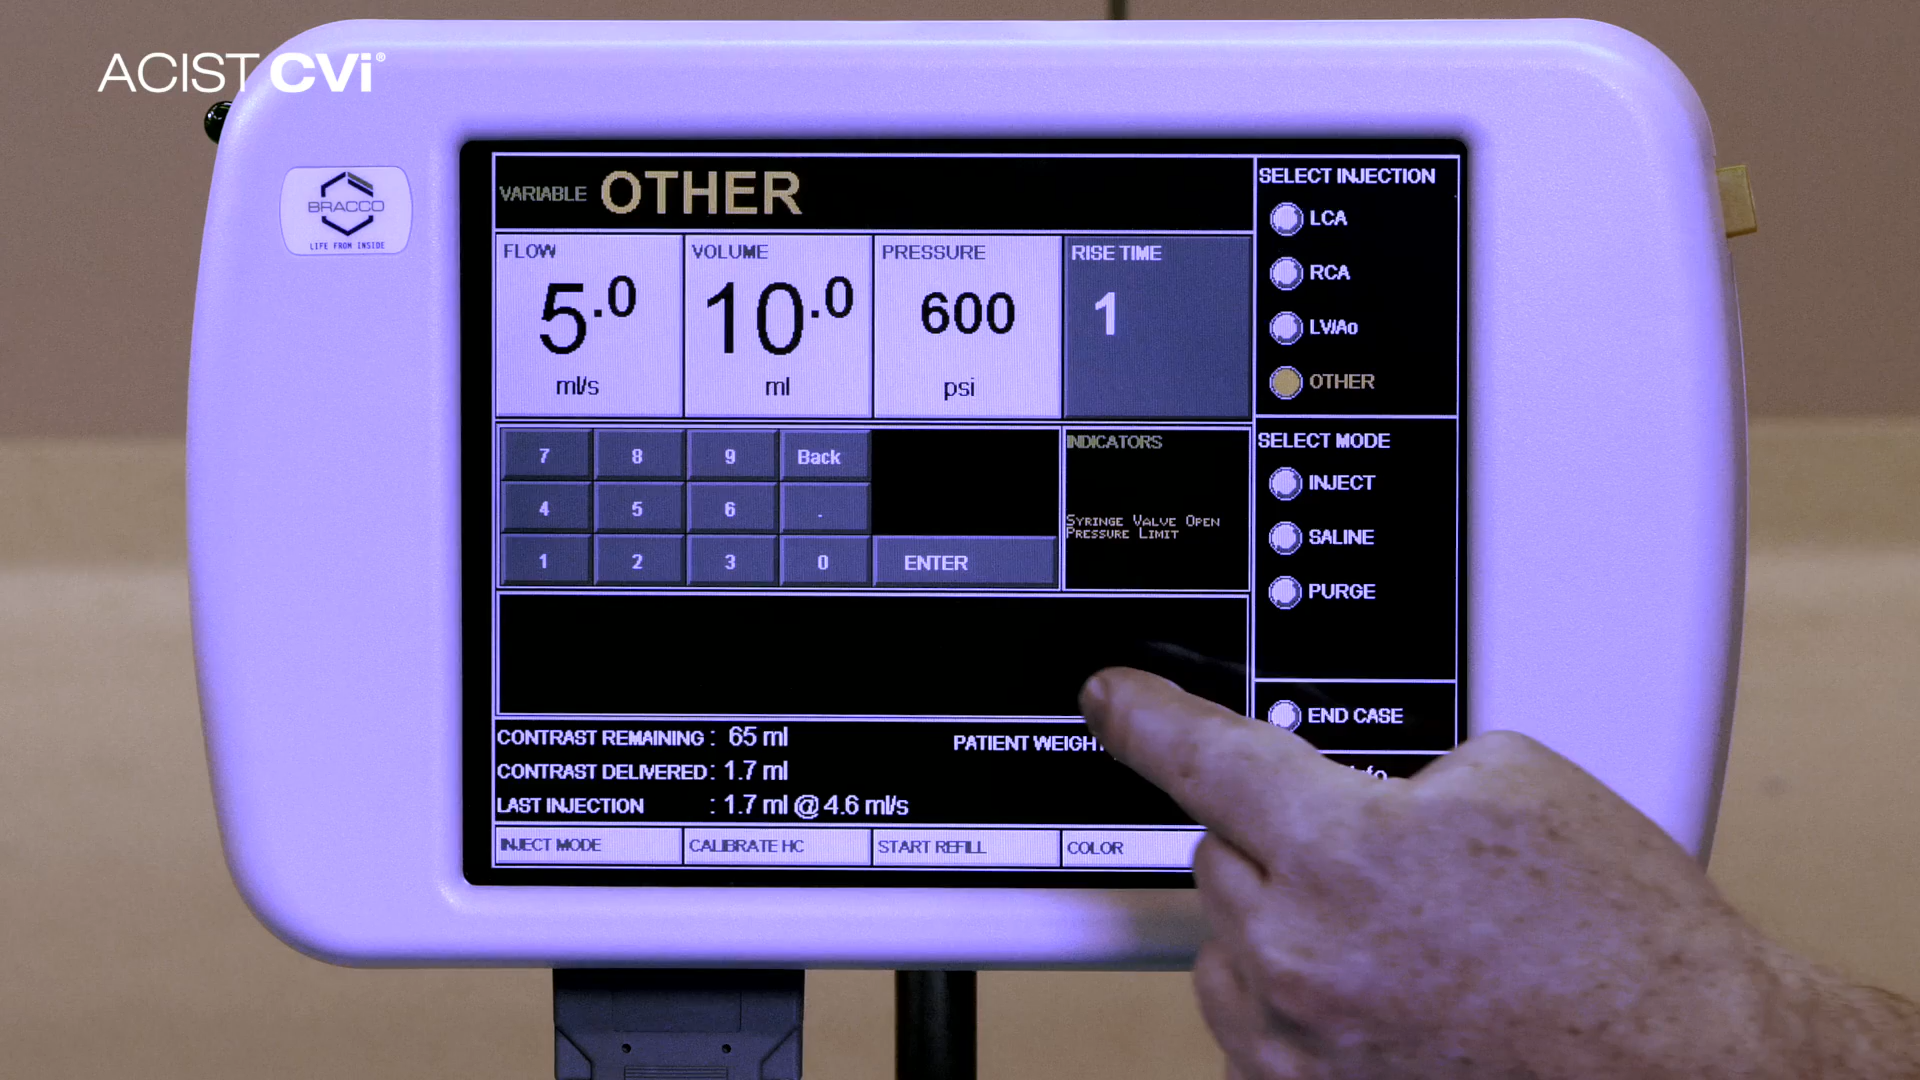 ACIST CVi®
BRACCO
LIFE FROM INSIDE
VARIABLE OTHER
FLOW
5.0
ml/s
VOLUME
10.0
ml
PRESSURE
600
psi
RISE TIME
1
7 8 9 Back
4 5 6 .
1 2 3 0 ENTER
INDICATORS
SYRINGE VALVE OPEN
PRESSURE LIMIT
CONTRAST REMAINING : 65 ml
CONTRAST DELIVERED : 1.7 ml
LAST INJECTION : 1.7 ml @ 4.6 ml/s
PATIENT WEIGHT
INJECT MODE
CALIBRATE HC
START REFILL
COLOR
SELECT INJECTION
LCA
RCA
LV/Ao
OTHER
SELECT MODE
INJECT
SALINE
PURGE
END CASE